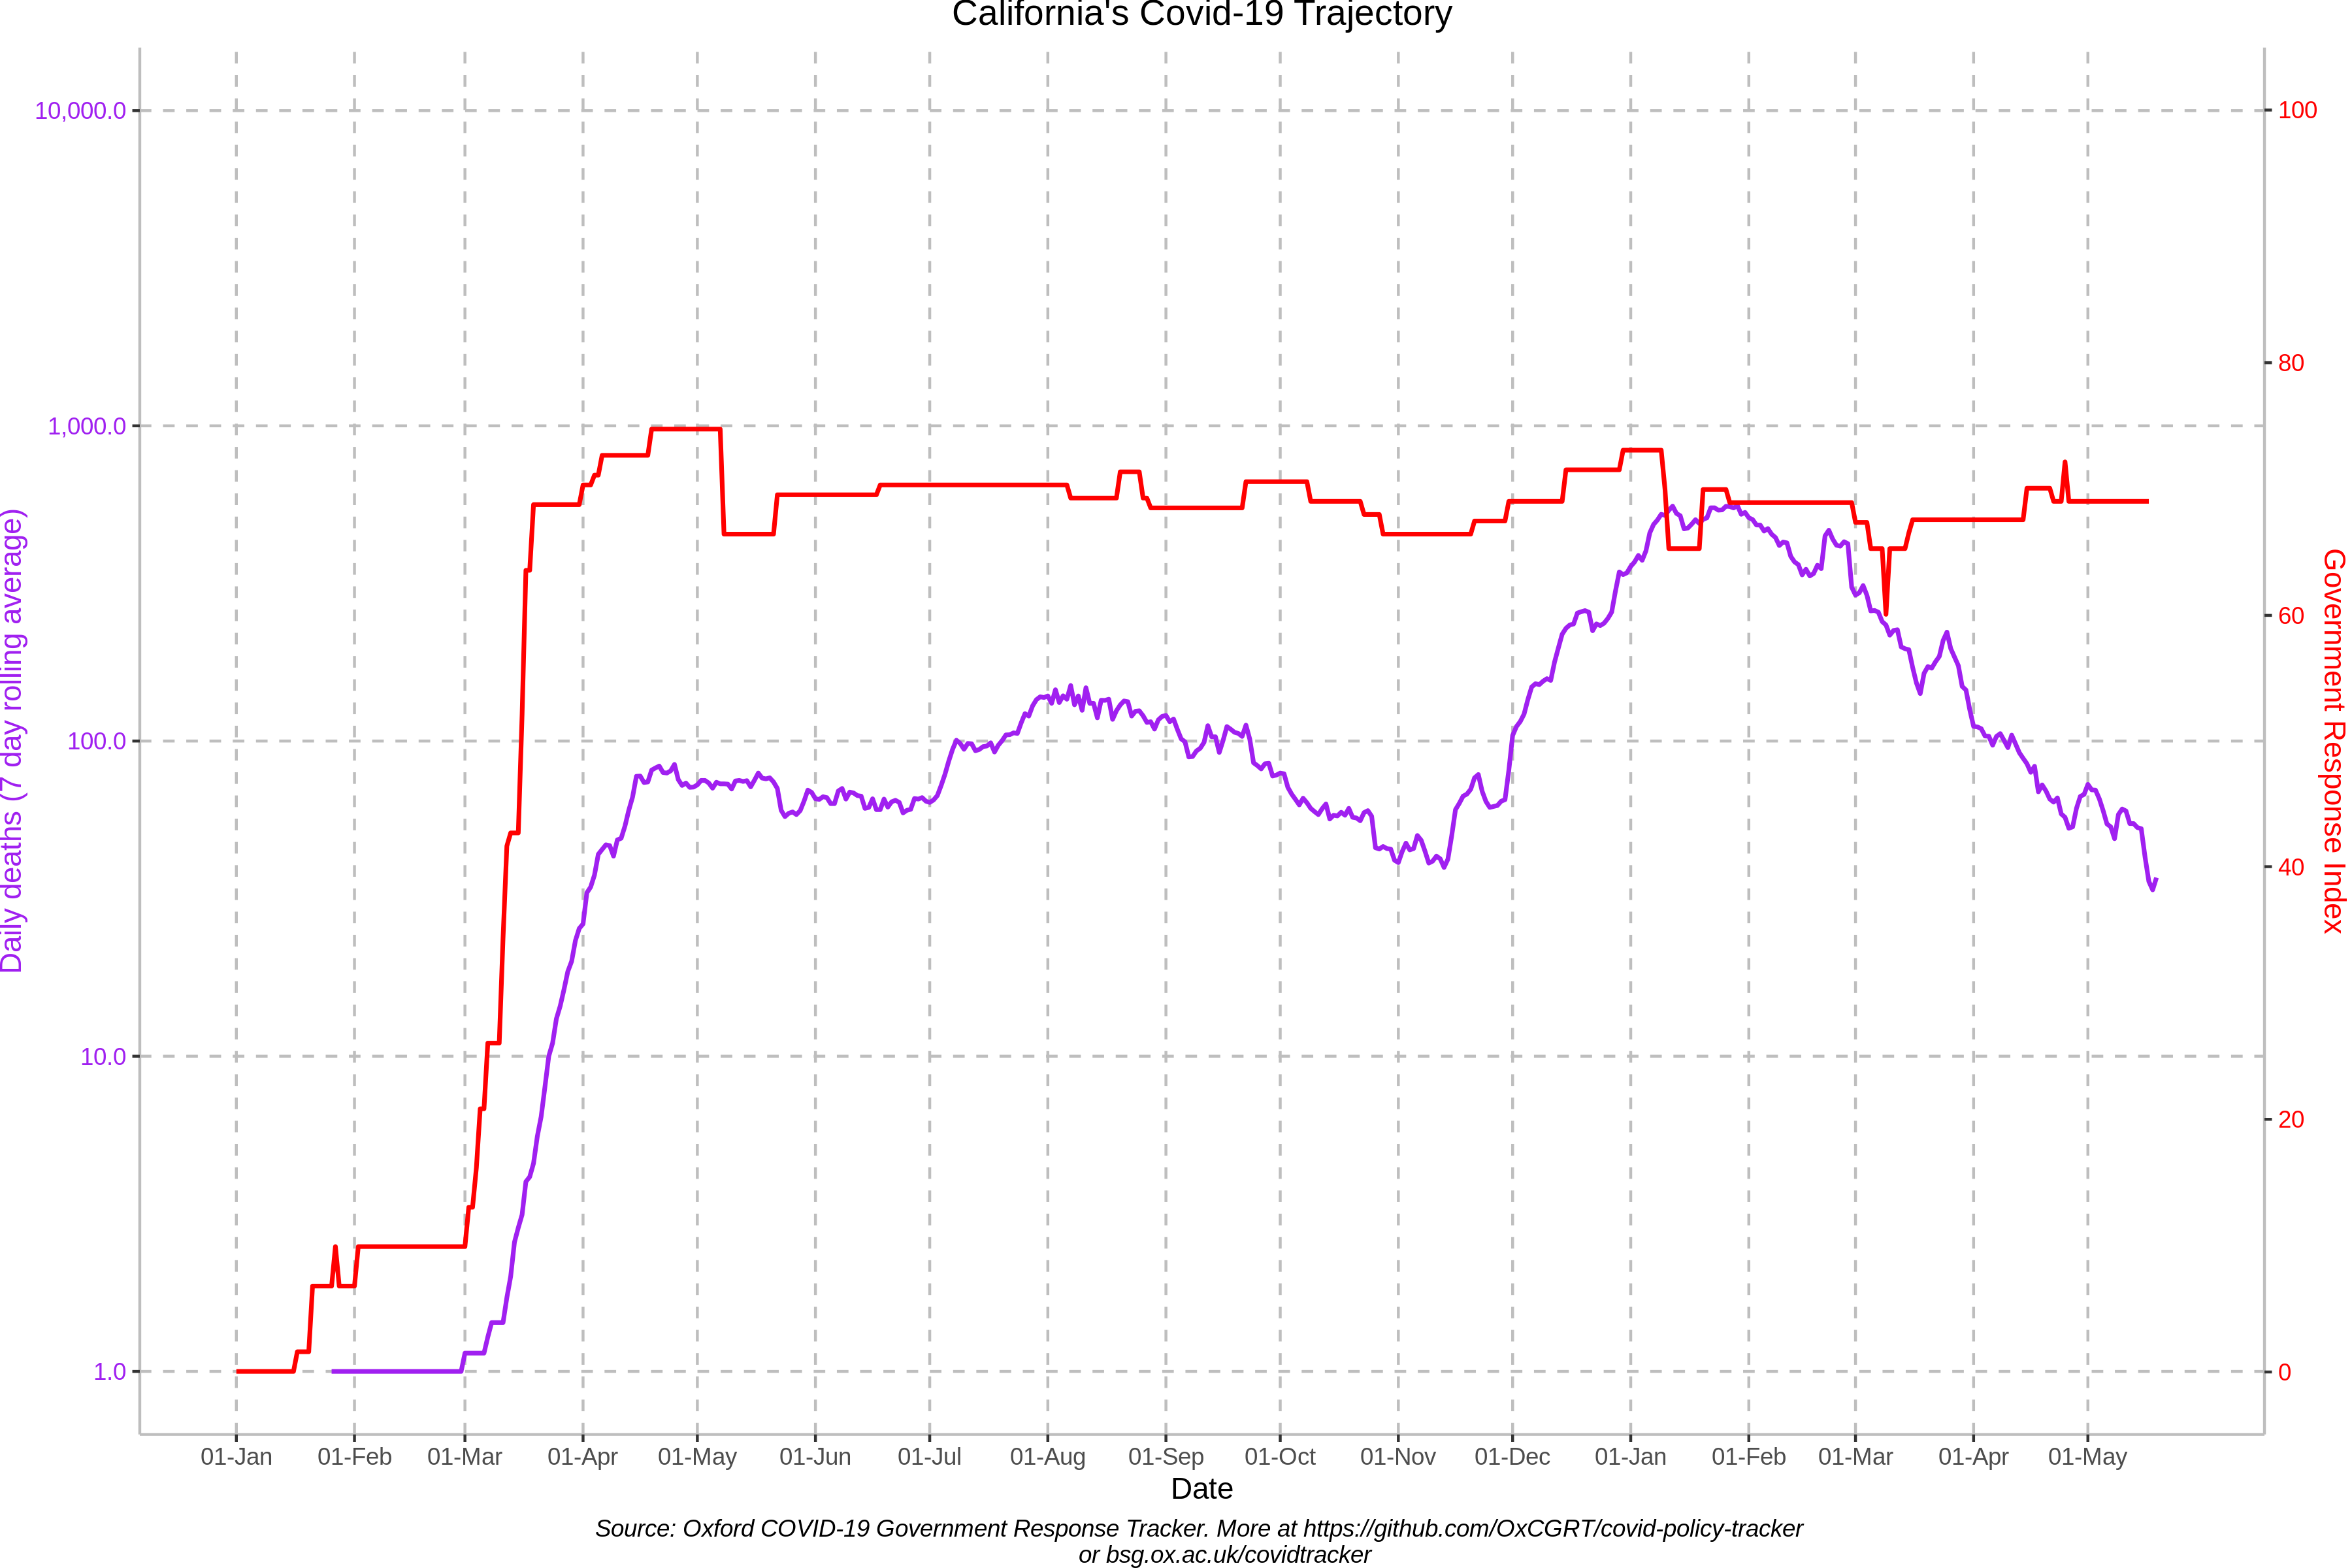 California's Covid-19 Trajectory
10,000.0
1,000.0
100.0
10.0
1.0
Daily deaths (7 day rolling average)
100
80
60
40
20
0
Government Response Index
01-Jan 01-Feb 01-Mar 01-Apr 01-May 01-Jun 01-Jul 01-Aug 01-Sep 01-Oct 01-Nov 01-Dec 01-Jan 01-Feb 01-Mar 01-Apr 01-May
Date
Source: Oxford COVID-19 Government Response Tracker. More at https://github.com/OxCGRT/covid-policy-tracker
or bsg.ox.ac.uk/covidtracker